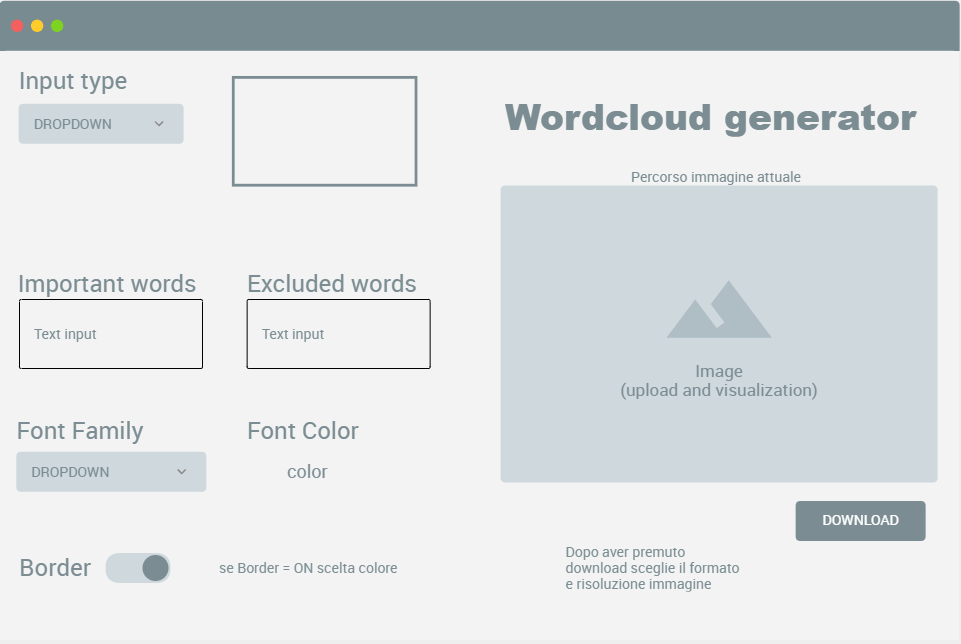 Input type
DROPDOWN
Wordcloud generator
Percorso immagine attuale
Important words
Excluded words
Text input
Text input
Image
(upload and visualization)
Font Family
Font Color
DROPDOWN
color
DOWNLOAD
Border
se Border = ON scelta colore
Dopo aver premuto
download sceglie il formato
e risoluzione immagine